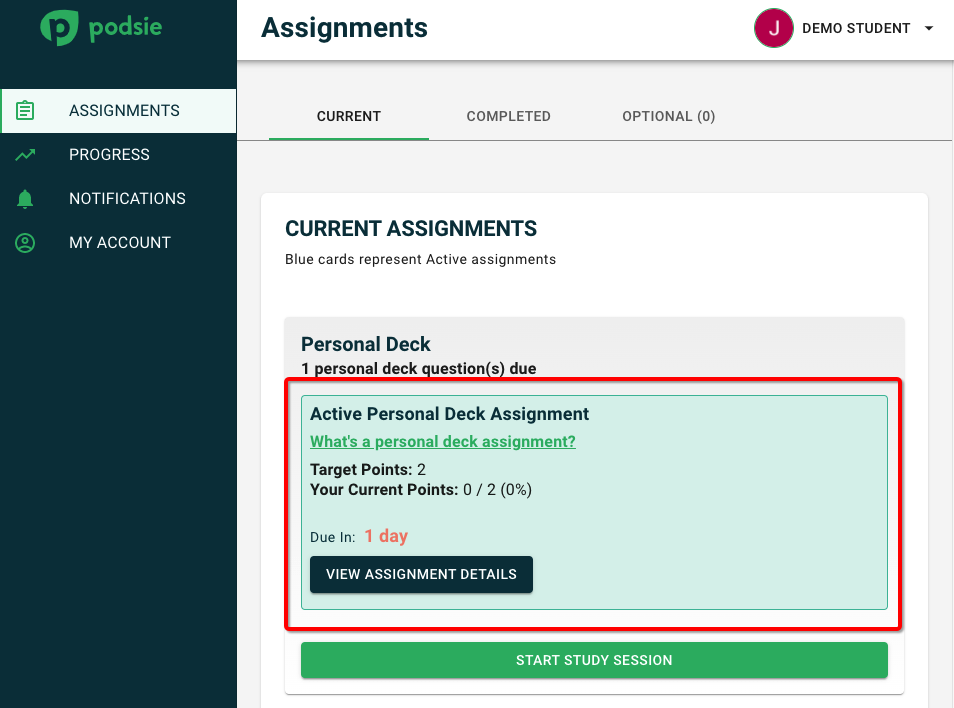 podsie
Assignments
J
DEMO STUDENT
ASSIGNMENTS
PROGRESS
NOTIFICATIONS
MY ACCOUNT
CURRENT
COMPLETED
OPTIONAL (0)
CURRENT ASSIGNMENTS
Blue cards represent Active assignments
Personal Deck
1 personal deck question(s) due
Active Personal Deck Assignment
What's a personal deck assignment?
Target Points: 2
Your Current Points: 0 / 2 (0%)
Due In: 1 day
VIEW ASSIGNMENT DETAILS
START STUDY SESSION